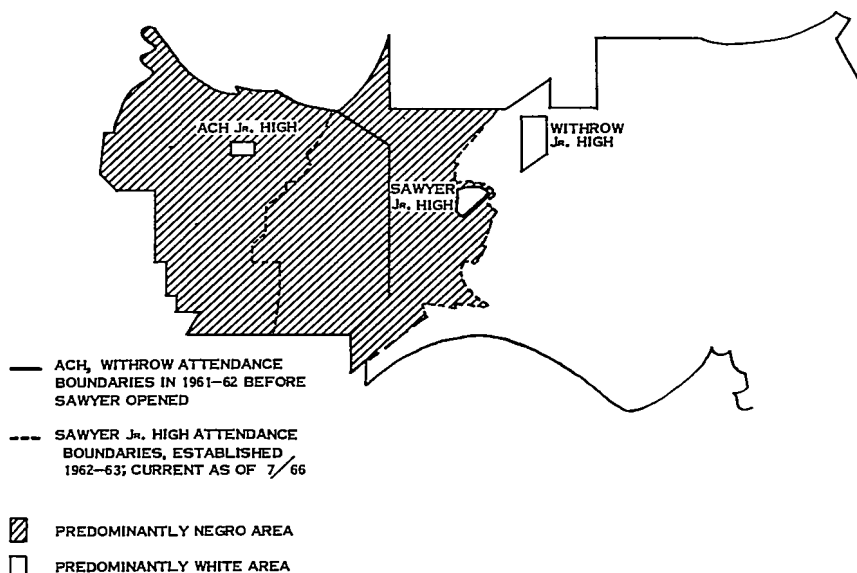 ACH JR. HIGH
WITHROW
JR. HIGH
SAWYER
JR. HIGH
ACH, WITHROW ATTENDANCE
BOUNDARIES IN 1961–62 BEFORE
SAWYER OPENED
SAWYER JR. HIGH ATTENDANCE
BOUNDARIES, ESTABLISHED
1962–63; CURRENT AS OF 7/66
PREDOMINANTLY NEGRO AREA
PREDOMINANTLY WHITE AREA